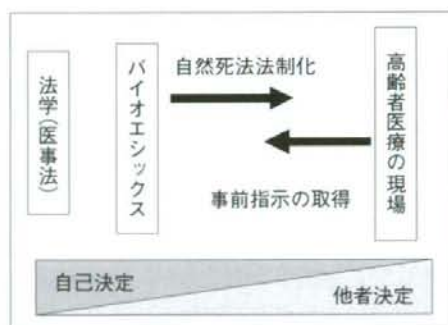 法学(医事法)
バイオエシックス
自然死法法制化
高齢者医療の現場
事前指示の取得
自己決定
他者決定